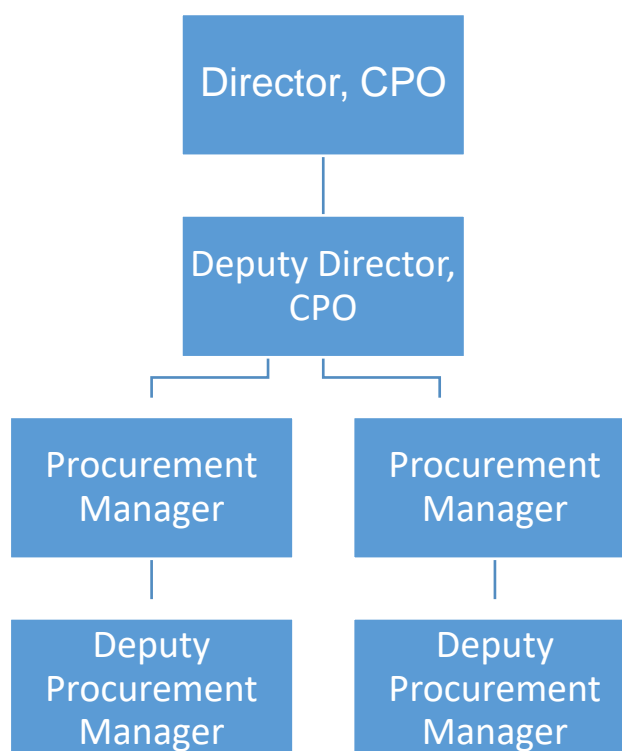 Director, CPO
Deputy Director,
CPO
Procurement
Manager
Procurement
Manager
Deputy
Procurement
Manager
Deputy
Procurement
Manager